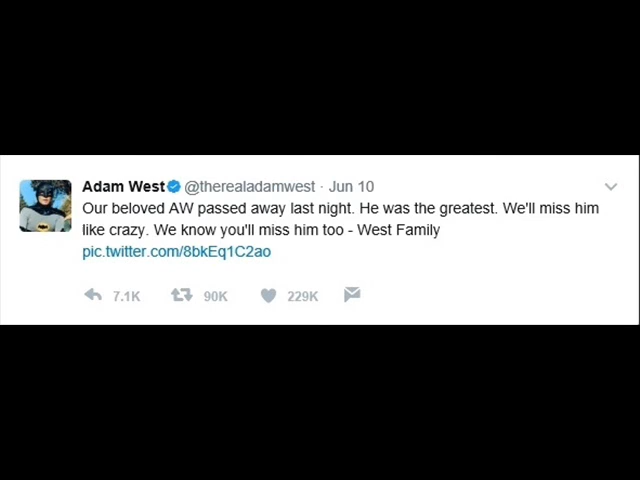 Adam West @therealadamwest · Jun 10
Our beloved AW passed away last night. He was the greatest. We'll miss him
like crazy. We know you'll miss him too - West Family
pic.twitter.com/8bkEq1C2ao
7.1K 90K 229K